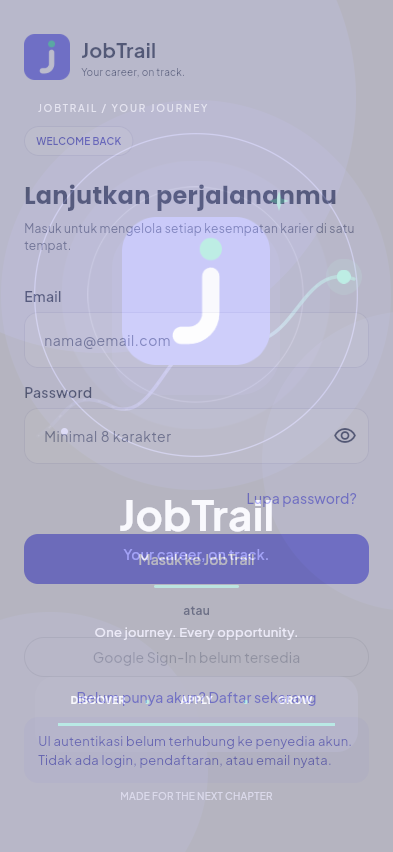 JobTrail
Your career, on track.
JOBTRAIL / YOUR JOURNEY
WELCOME BACK
Lanjutkan perjalananmu
Masuk untuk mengelola setiap kesempatan karier di satu
tempat.
Email
nama@email.com
Password
Minimal 8 karakter
Lupa password?
JobTrail
Your career, on track.
Masuk ke JobTrail
atau
One journey. Every opportunity.
Google Sign-In belum tersedia
Belum punya akun? Daftar sekarang
DISCOVER
APPLY
GROW
UI autentikasi belum terhubung ke penyedia akun.
Tidak ada login, pendaftaran, atau email nyata.
MADE FOR THE NEXT CHAPTER